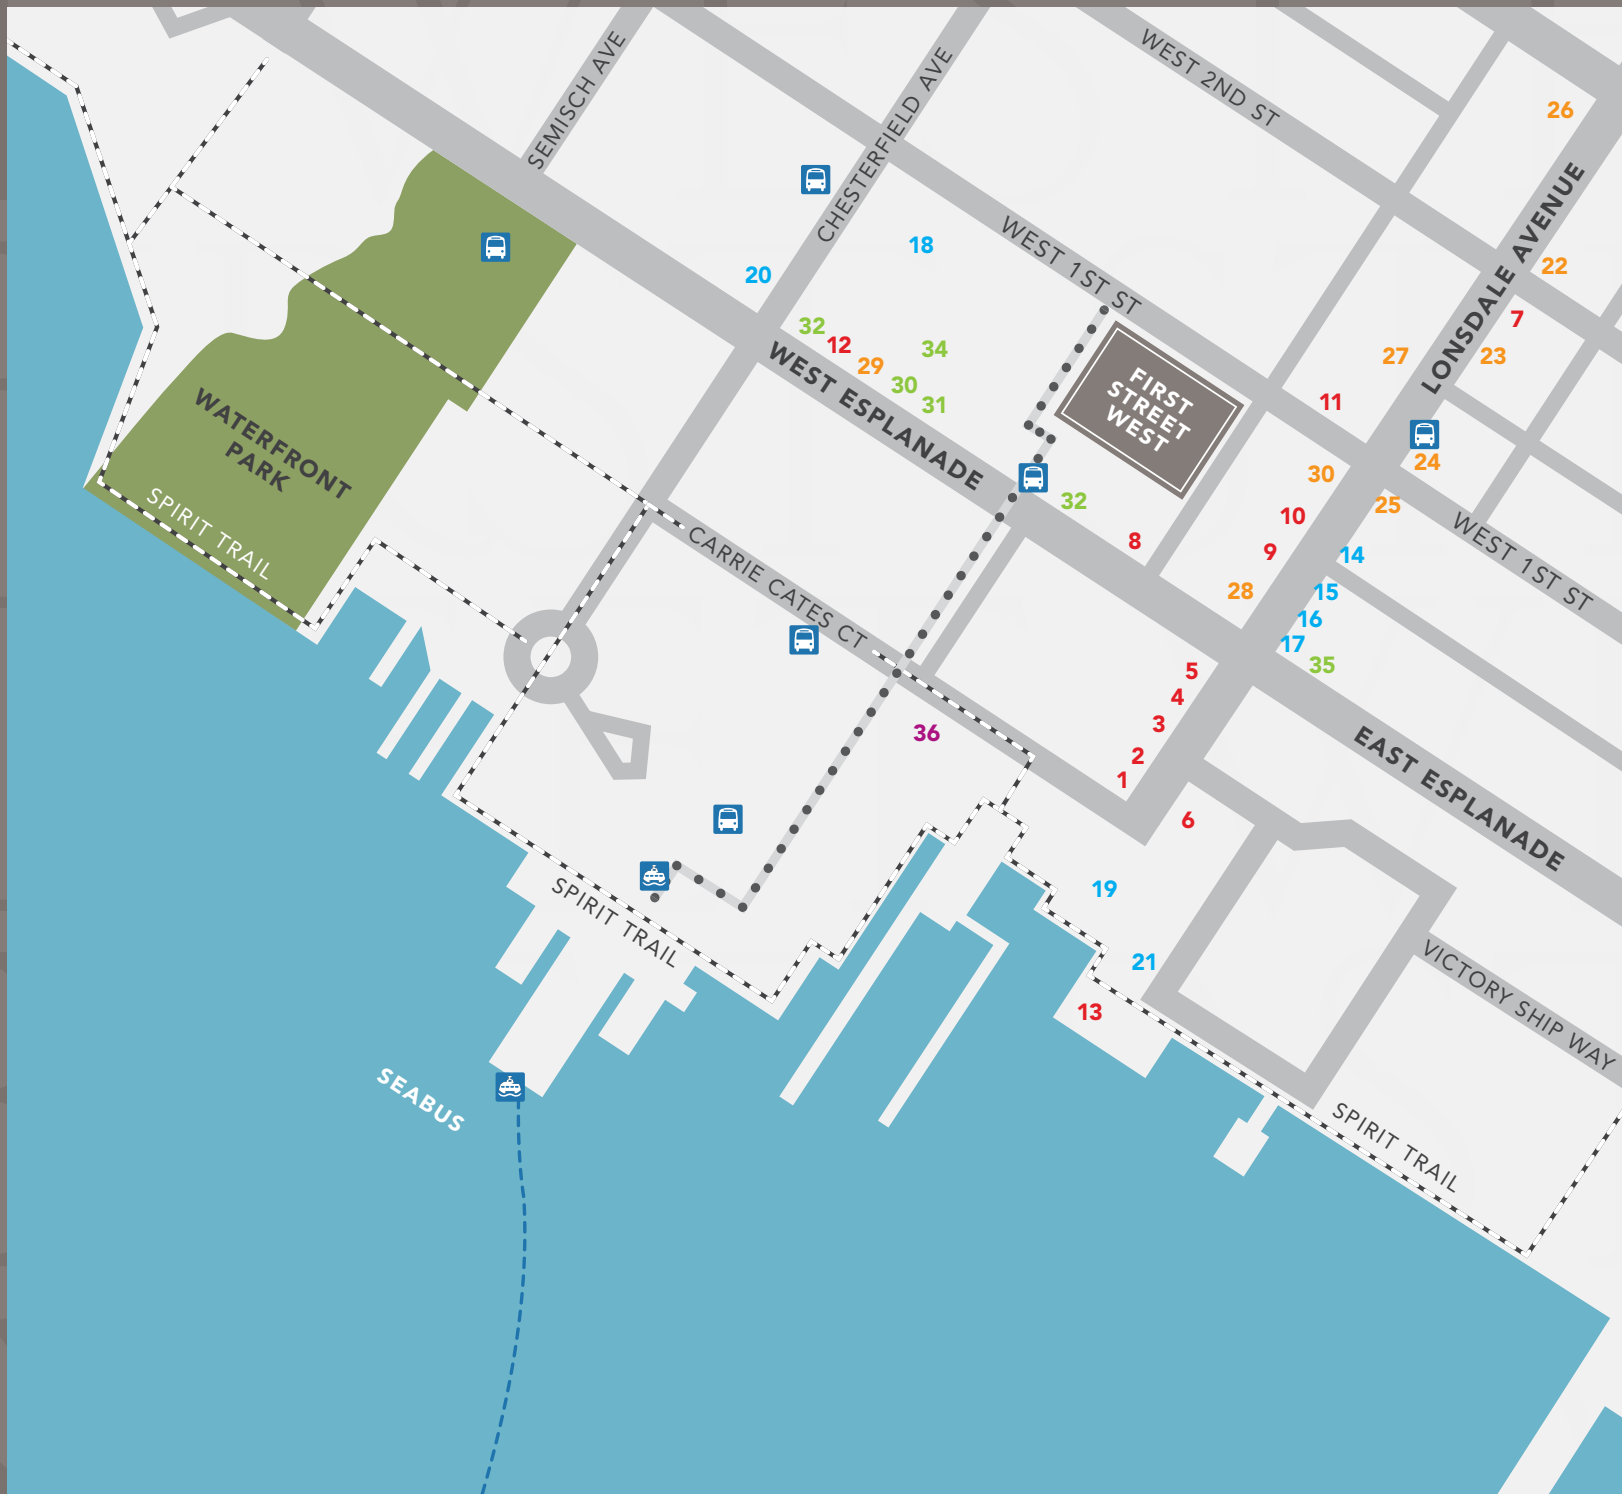 SEMISCH AVE
CHESTERFIELD AVE
WEST 2ND ST
26
LONSDALE AVENUE
18
20
WEST 1ST ST
22
7
32
12
29
34
30
31
27
23
WEST ESPLANADE
FIRST
STREET
WEST
11
WATERFRONT
PARK
SPIRIT TRAIL
24
30
25
32
10
8
9
14
WEST 1ST ST
CARRIE CATES CT
28
15
16
17
35
5
4
3
2
1
36
EAST ESPLANADE
6
19
SPIRIT TRAIL
21
13
VICTORY SHIP WAY
SEABUS
SPIRIT TRAIL